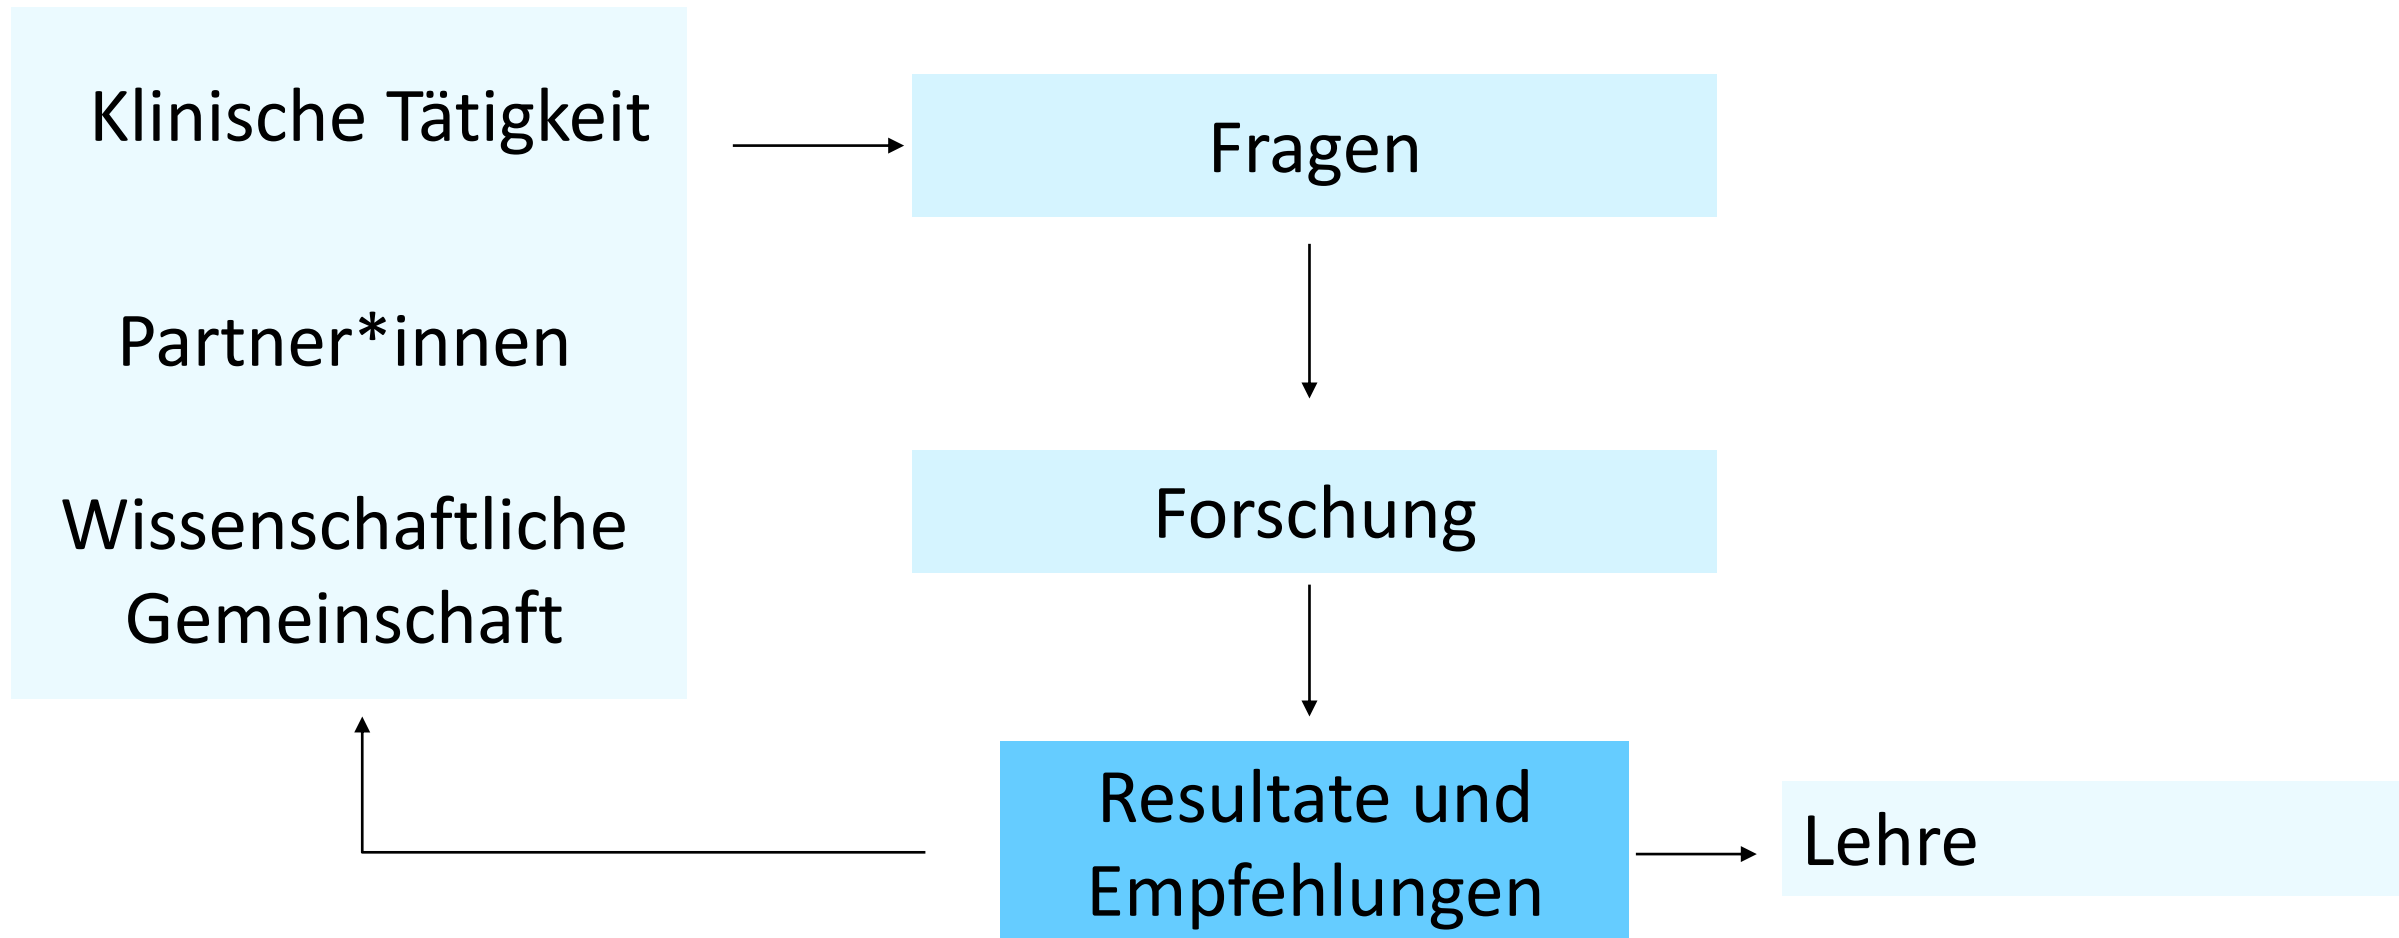 Klinische Tätigkeit
Partner*innen
Wissenschaftliche
Gemeinschaft
Fragen
Forschung
Resultate und
Empfehlungen
Lehre